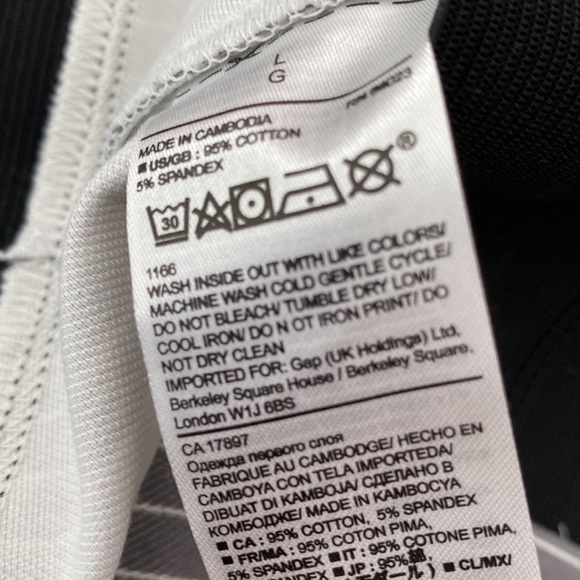 L
G
MADE IN CAMBODIA
■ US/GB : 95% COTTON
5% SPANDEX
30
®
1166
WASH INSIDE OUT WITH LIKE COLORS/
MACHINE WASH COLD GENTLE CYCLE/
DO NOT BLEACH/ TUMBLE DRY LOW/
COOL IRON/ DO N OT IRON PRINT/ DO
NOT DRY CLEAN
IMPORTED FOR: Gap (UK Holdings) Ltd,
Berkeley Square House / Berkeley Square,
London W1J 6BS
CA 17897
Одежда первого слоя
FABRIQUE AU CAMBODGE/ HECHO EN
CAMBOYA CON TELA IMPORTEDA/
DIBUAT DI KAMBOJA/ СДЕЛАНО В
КОМБОДЖЕ/ MADE IN KAMBOCYA
■ CA : 95% COTTON, 5% SPANDEX
■ FR/MA : 95% COTON PIMA,
5% SPANDEX ■ IT : 95% COTONE PIMA,
5% SPANDEX ■ JP : 95% 綿,
■ CL/MX/